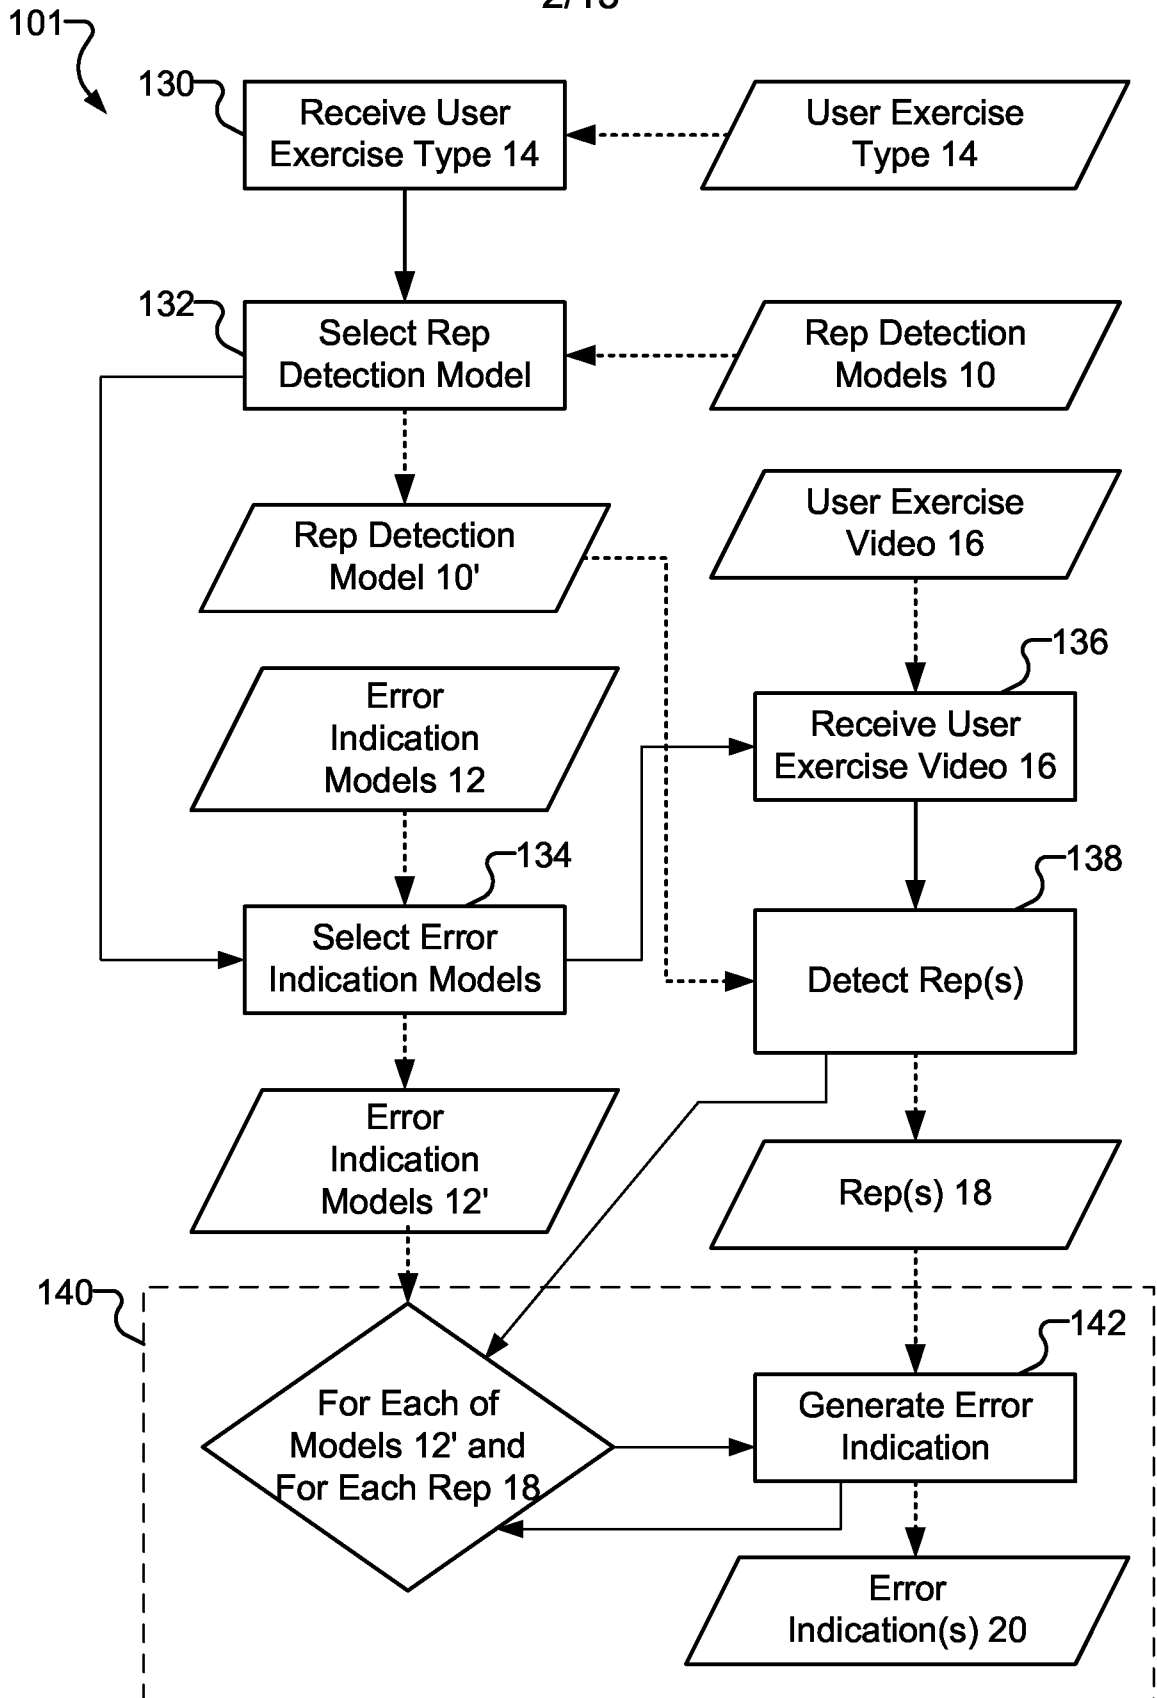 2/13
101
130
Receive User
Exercise Type 14
User Exercise
Type 14
132
Select Rep
Detection Model
Rep Detection
Models 10
Rep Detection
Model 10'
User Exercise
Video 16
136
Error
Indication
Models 12
Receive User
Exercise Video 16
134
138
Select Error
Indication Models
Detect Rep(s)
Error
Indication
Models 12'
Rep(s) 18
140
142
For Each of
Models 12' and
For Each Rep 18
Generate Error
Indication
Error
Indication(s) 20